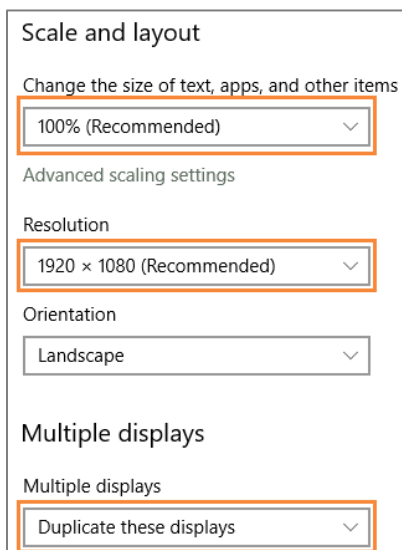 Scale and layout
Change the size of text, apps, and other items
100% (Recommended)
Advanced scaling settings
Resolution
1920 × 1080 (Recommended)
Orientation
Landscape
Multiple displays
Multiple displays
Duplicate these displays